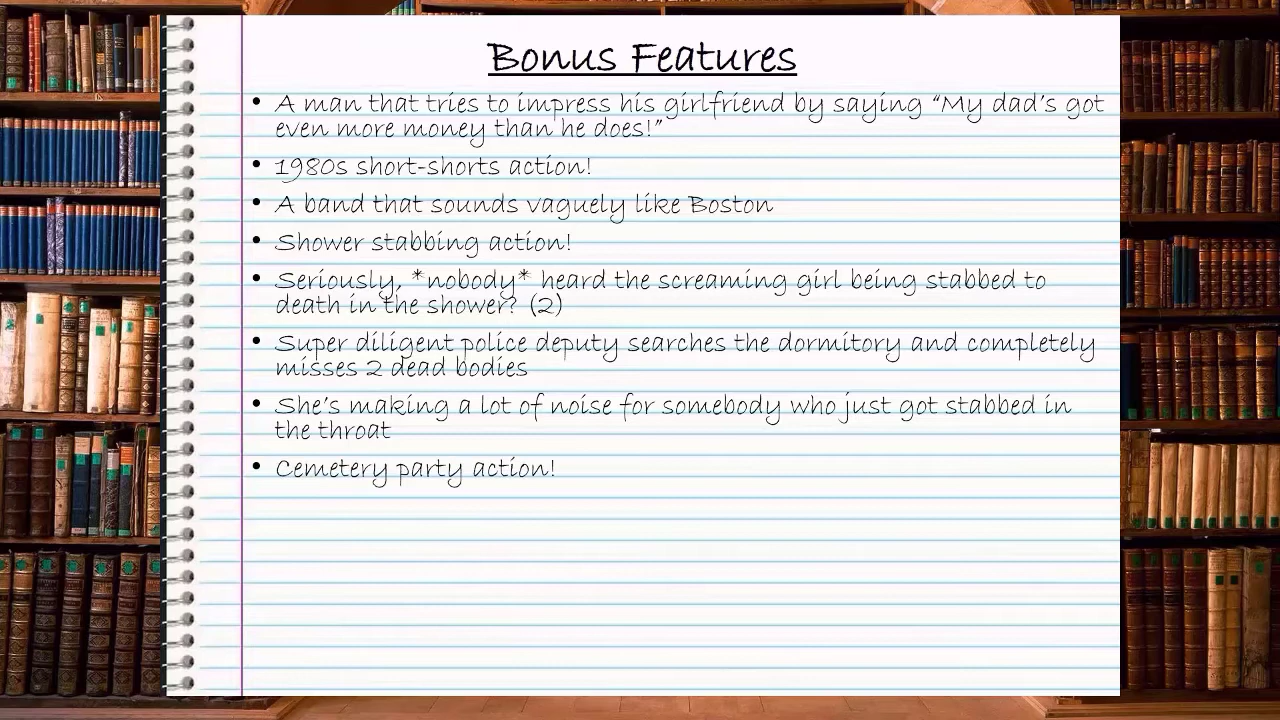 Bonus Features
• A man that tries to impress his girlfriend by saying “My dad’s got
even more money than he does!”
• 1980s short-shorts action!
• A band that sounds vaguely like Boston
• Shower stabbing action!
• Seriously, *nobody* heard the screaming girl being stabbed to
death in the shower? (2)
• Super diligent police deputy searches the dormitory and completely
misses 2 dead bodies
• She’s making a lot of noise for somebody who just got stabbed in
the throat
• Cemetery party action!